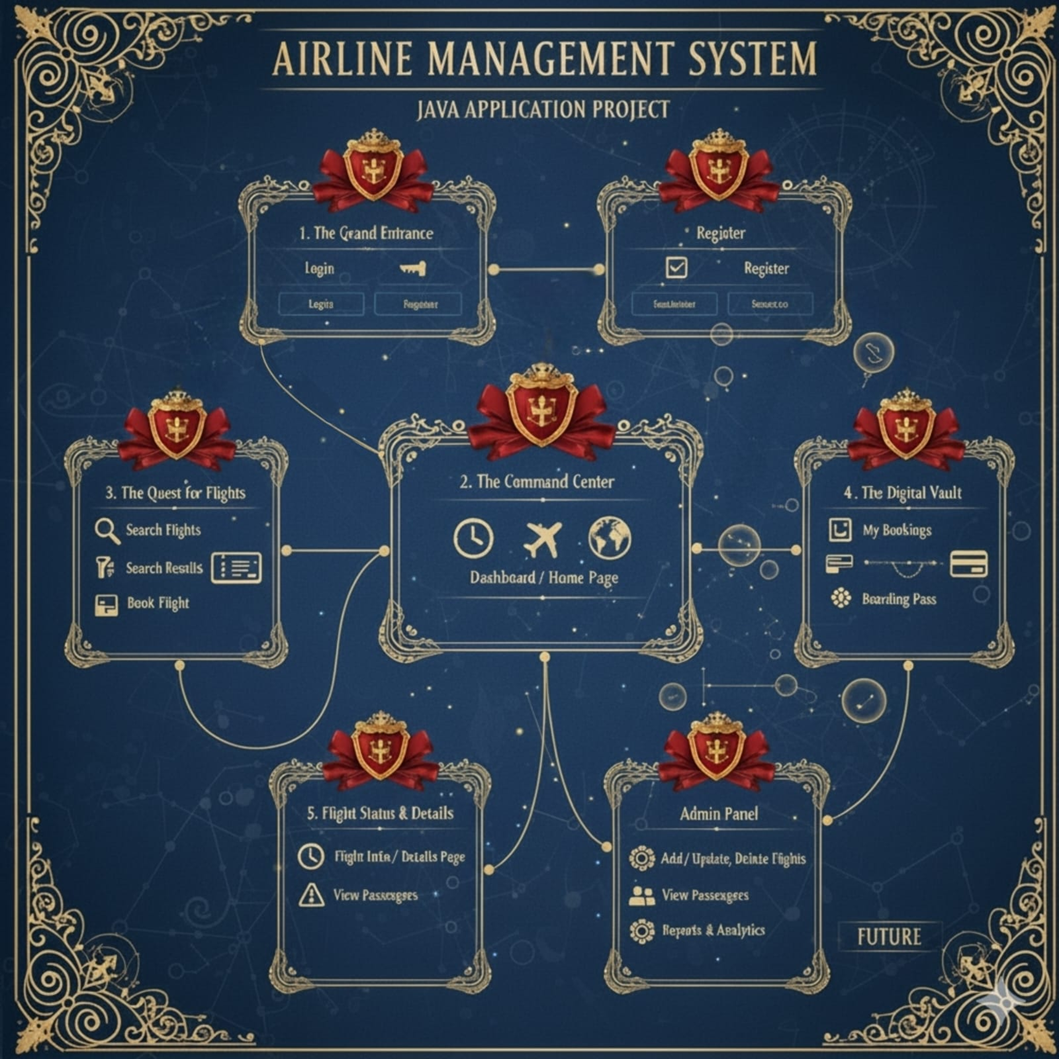 AIRLINE MANAGEMENT SYSTEM
JAVA APPLICATION PROJECT
1. The Grand Entrance
Login
Login
Register
Register
2. The Command Center
Dashboard / Home Page
3. The Quest for Flights
Search Flights
Search Results
Book Flight
4. The Digital Vault
My Bookings
Boarding Pass
5. Flight Status & Details
Flight Info / Details Page
View
Admin Panel
Add / Update, Delete Flights
View
Reports & Analytics
FUTURE